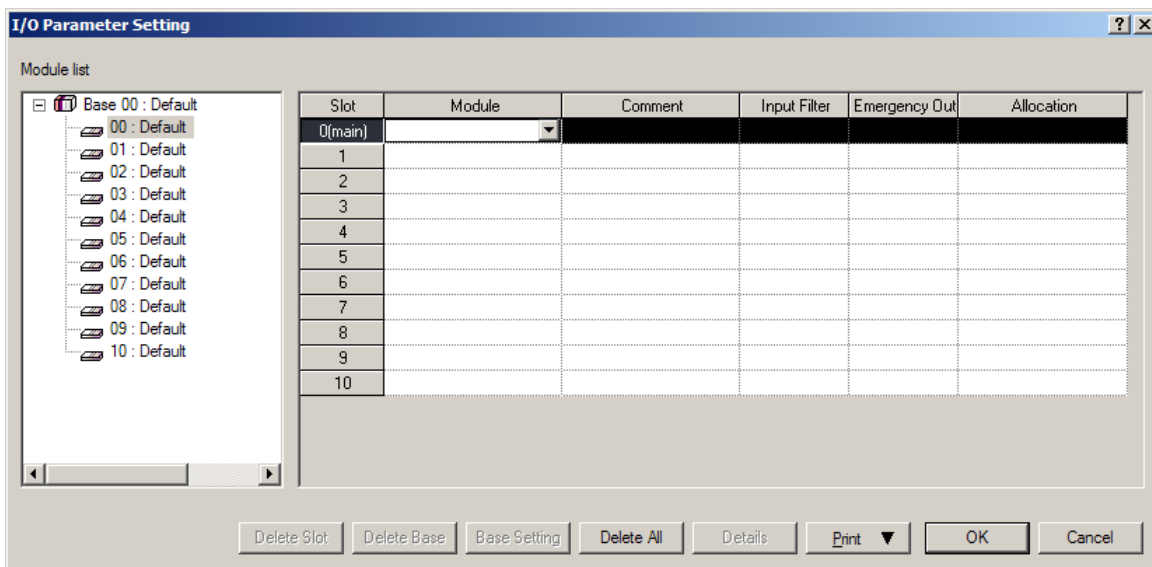 I/O Parameter Setting
Module list
Base 00 : Default
00 : Default
01 : Default
02 : Default
03 : Default
04 : Default
05 : Default
06 : Default
07 : Default
08 : Default
09 : Default
10 : Default
Slot Module Comment Input Filter Emergency Out Allocation
0(main)
1
2
3
4
5
6
7
8
9
10
Delete Slot Delete Base Base Setting Delete All Details Print ▼ OK Cancel